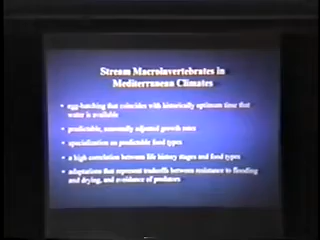 Stream Macroinvertebrates in
Mediterranean Climates
• egg-hatching that coincides with historically optimum time that
water is available
• predictable, seasonally adjusted growth rates
• specialization on predictable food types
• a high correlation between life history stages and food types
• adaptations that represent tradeoffs between resistance to flooding
and drying, and avoidance of predators